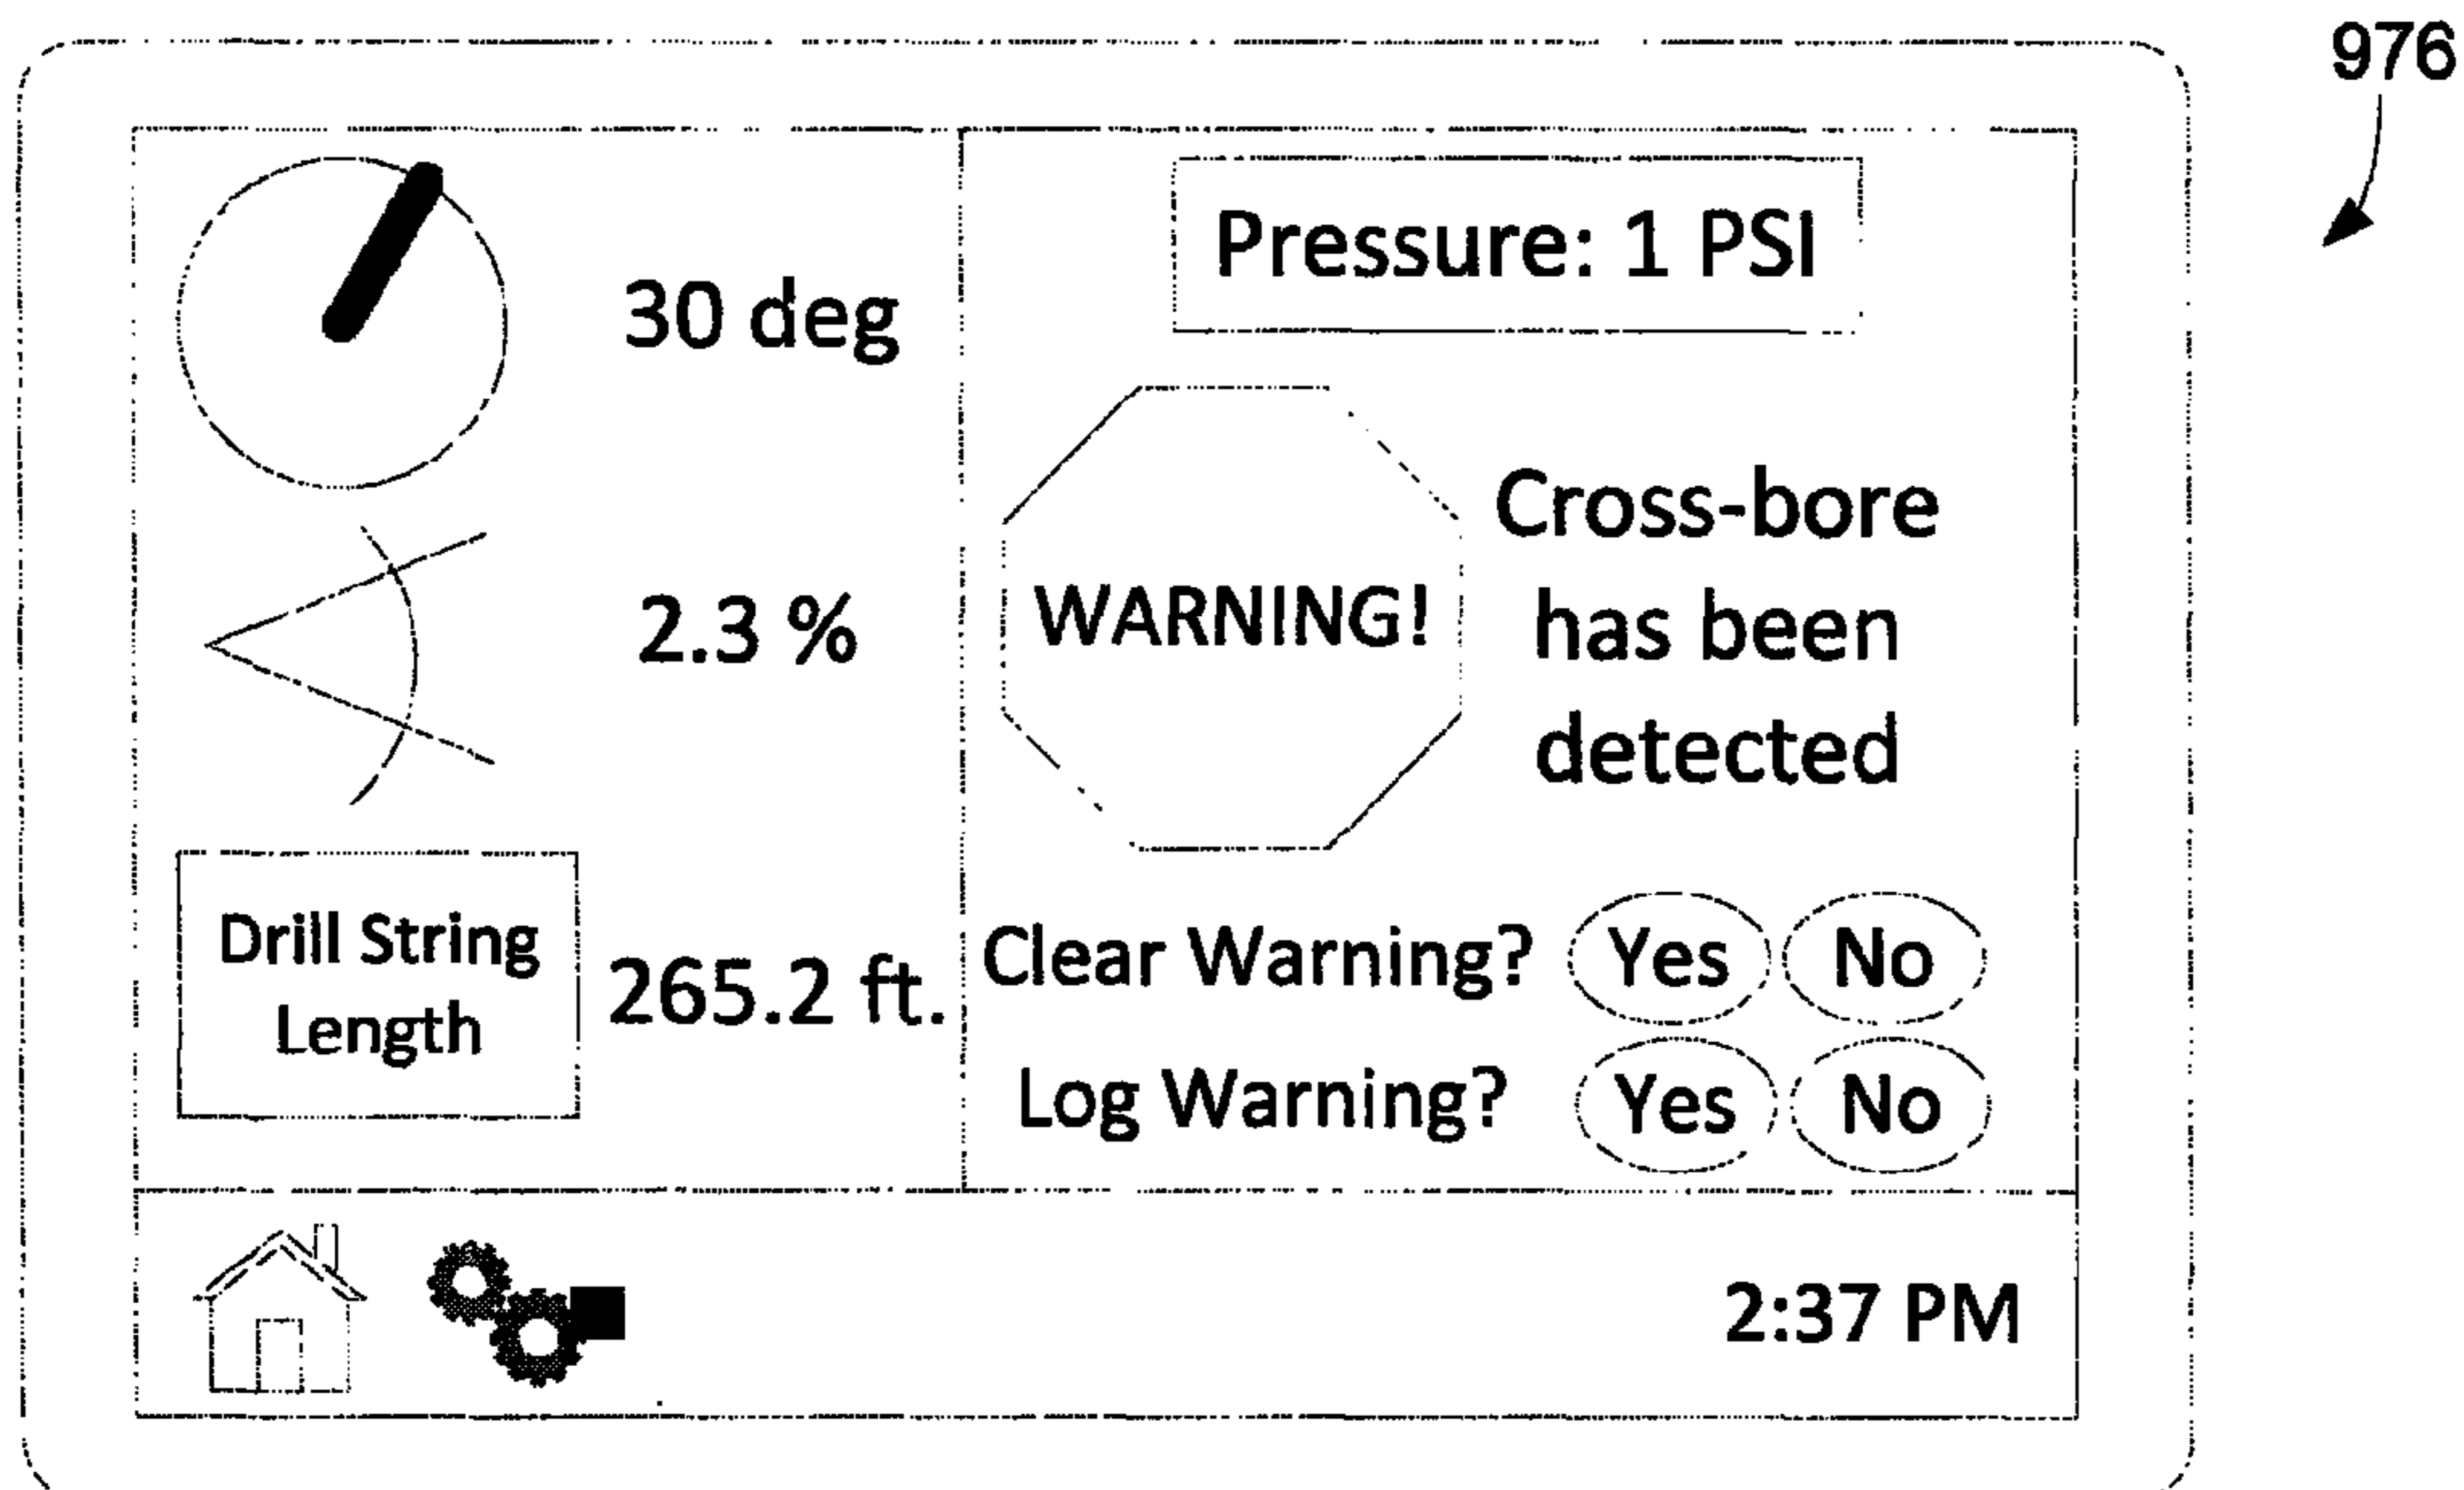 976
30 deg
2.3 %
Drill String
Length
265.2 ft.
Pressure: 1 PSI
WARNING!
Cross-bore
has been
detected
Clear Warning? Yes No
Log Warning? Yes No
2:37 PM